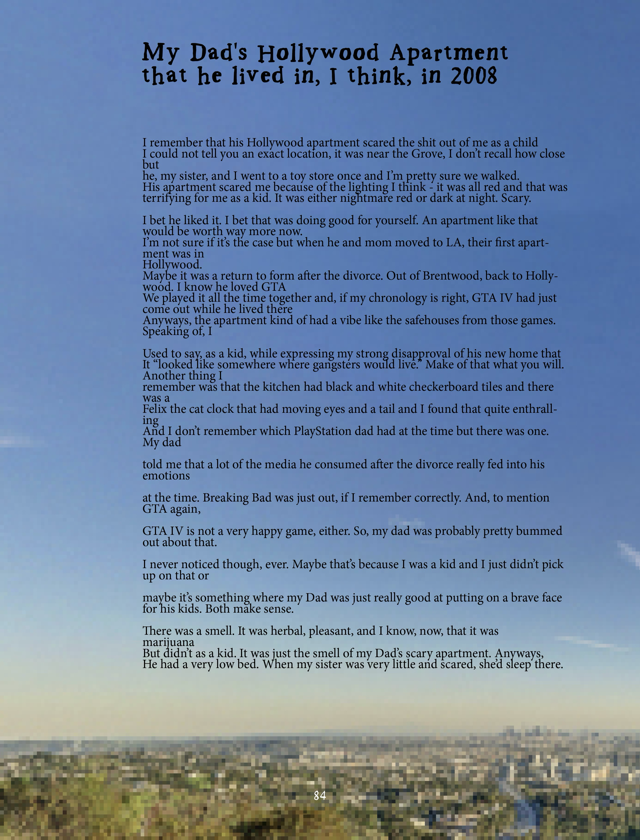 My Dad's Hollywood Apartment
that he lived in, I think, in 2008
I remember that his Hollywood apartment scared the shit out of me as a child
I could not tell you an exact location, it was near the Grove, I don't recall how close
but
he, my sister, and I went to a toy store once and I'm pretty sure we walked.
His apartment scared me because of the lighting I think - it was all red and that was
terrifying for me as a kid. It was either nightmare red or dark at night. Scary.
I bet he liked it. I bet that was doing good for yourself. An apartment like that
would be worth way more now.
I'm not sure if it's the case but when he and mom moved to LA, their first apart-
ment was in
Hollywood.
Maybe it was a return to form after the divorce. Out of Brentwood, back to Holly-
wood. I know he loved GTA
We played it all the time together and, if my chronology is right, GTA IV had just
come out while he lived there
Anyways, the apartment kind of had a vibe like the safehouses from those games.
Speaking of, I
Used to say, as a kid, while expressing my strong disapproval of his new home that
It “looked like somewhere where gangsters would live.” Make of that what you will.
Another thing I
remember was that the kitchen had black and white checkerboard tiles and there
was a
Felix the cat clock that had moving eyes and a tail and I found that quite enthrall-
ing
And I don't remember which PlayStation dad had at the time but there was one.
My dad
told me that a lot of the media he consumed after the divorce really fed into his
emotions
at the time. Breaking Bad was just out, if I remember correctly. And, to mention
GTA again,
GTA IV is not a very happy game, either. So, my dad was probably pretty bummed
out about that.
I never noticed though, ever. Maybe that's because I was a kid and I just didn't pick
up on that or
maybe it's something where my Dad was just really good at putting on a brave face
for his kids. Both make sense.
There was a smell. It was herbal, pleasant, and I know, now, that it was
marijuana
But didn't as a kid. It was just the smell of my Dad's scary apartment. Anyways,
He had a very low bed. When my sister was very little and scared, she'd sleep there.
84